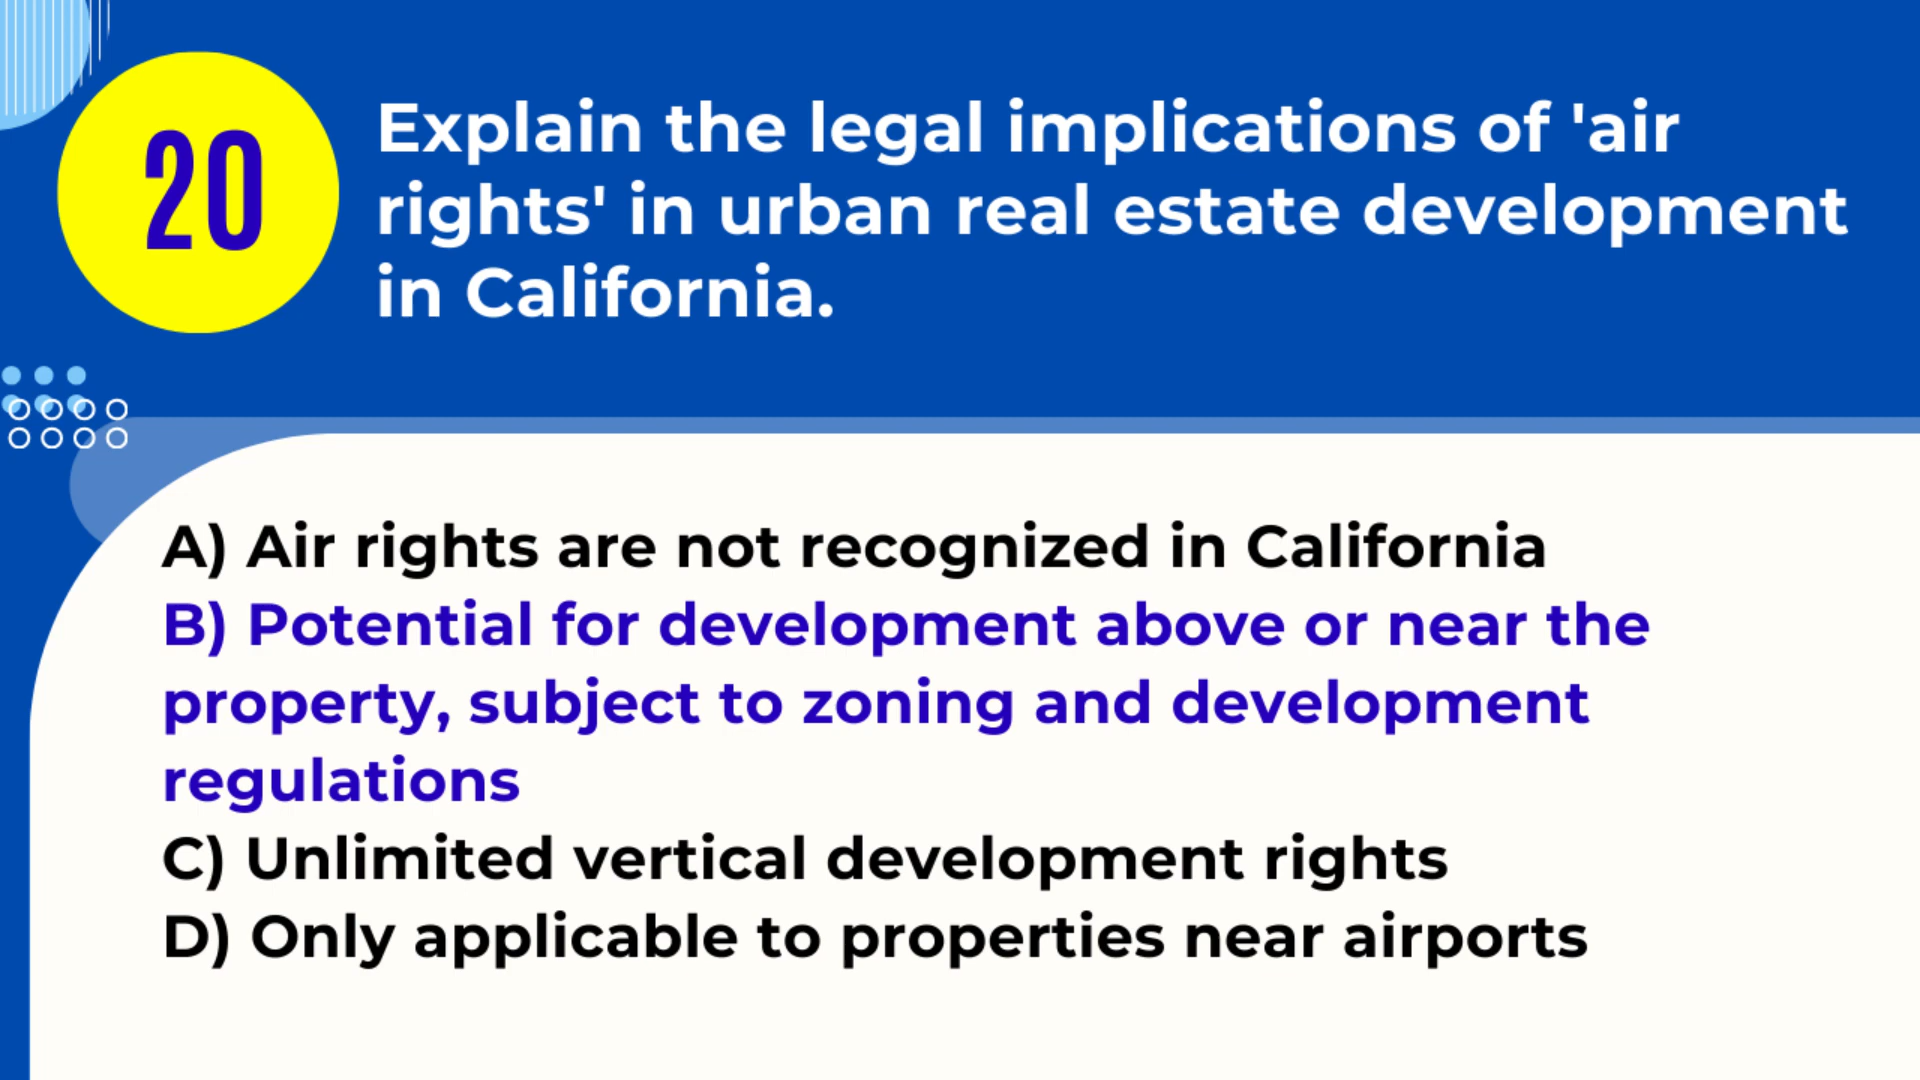 20
Explain the legal implications of 'air
rights' in urban real estate development
in California.
A) Air rights are not recognized in California
B) Potential for development above or near the
property, subject to zoning and development
regulations
C) Unlimited vertical development rights
D) Only applicable to properties near airports